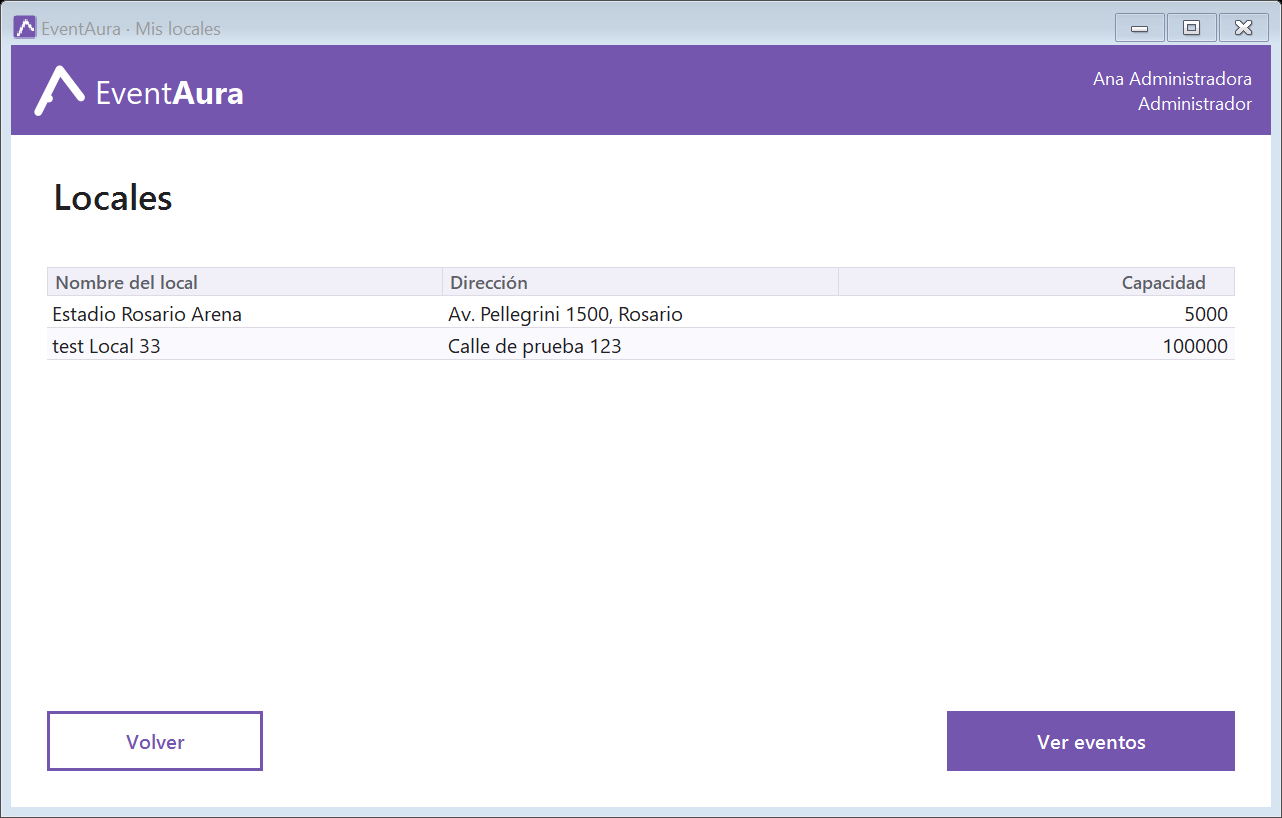 EventAura · Mis locales
EventAura
Ana Administradora
Administrador
Locales
Nombre del local Dirección Capacidad
Estadio Rosario Arena Av. Pellegrini 1500, Rosario 5000
test Local 33 Calle de prueba 123 100000
Volver Ver eventos